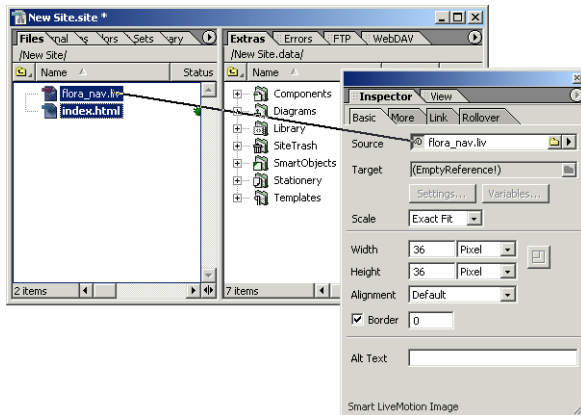 New Site.site *
Files
Sets
/New Site/
Name
Status
flora_nav.liv
index.html
2 items
Extras
Errors
FTP
WebDAV
/New Site.data/
Name
Components
Diagrams
Library
SiteTrash
SmartObjects
Stationery
Templates
7 items
Inspector
View
Basic
More
Link
Rollover
Source
flora_nav.liv
Target
(EmptyReference!)
Settings...
Variables...
Scale
Exact Fit
Width
36
Pixel
Height
36
Pixel
Alignment
Default
Border
0
Alt Text
Smart LiveMotion Image